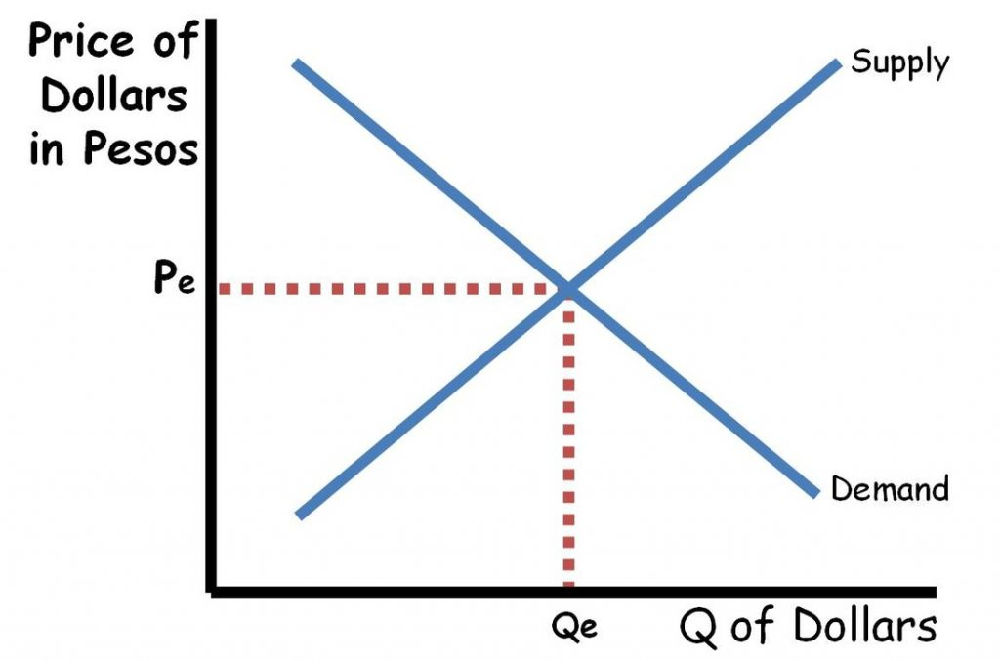 Price of
Dollars
in Pesos
Supply
Pe
Demand
Qe
Q of Dollars